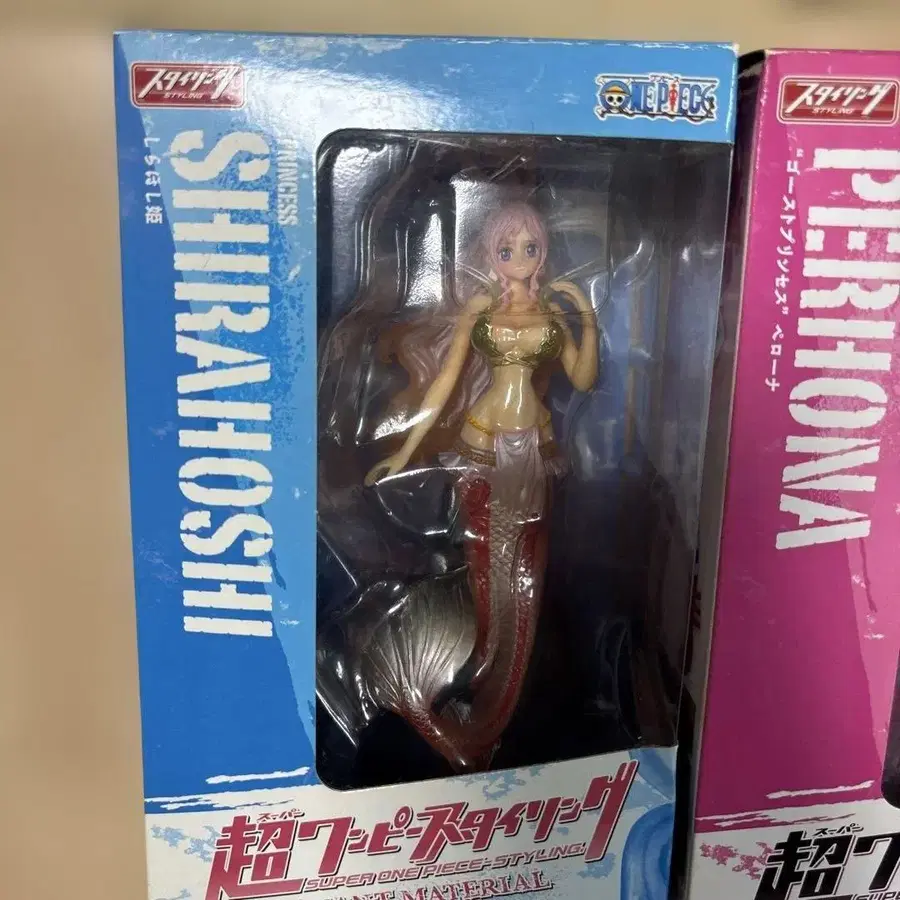 スタイリング
STYLING
ONE PIECE
SHIRAHOSHI
しらほし姫
スーパー
超ワンピーススタイリング
SUPER ONE PIECE STYLING
MATERIAL
スタイリング
STYLING
PERHONA
"ゴーストプリンセス" ペローナ
スーパー
超ワ